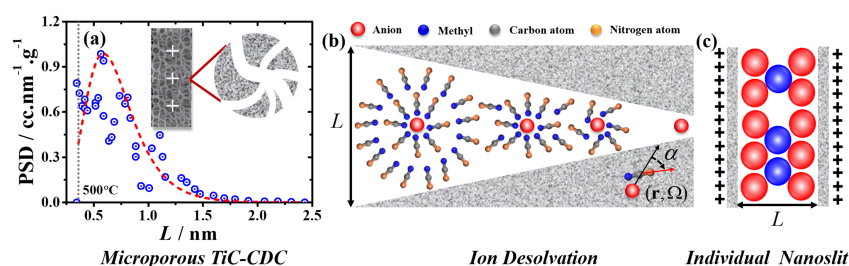 (a)
PSD / cc.nm⁻¹.g⁻¹
1.2
0.9
0.6
0.3
0.0
500°C
0.5 1.0 1.5 2.0 2.5
L / nm
Microporous TiC-CDC
(b)
Anion Methyl Carbon atom Nitrogen atom
L
α
(r,Ω)
Ion Desolvation
(c)
L
Individual Nanoslit